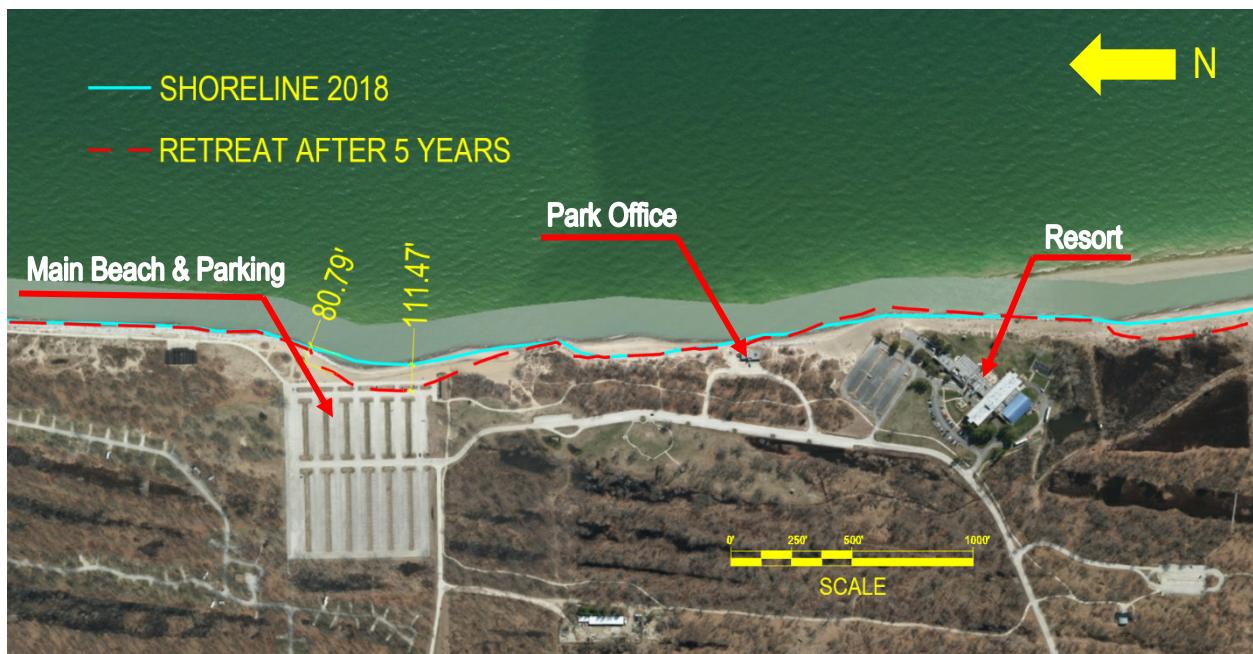 SHORELINE 2018
RETREAT AFTER 5 YEARS
N
Main Beach & Parking
80.79'
111.47'
Park Office
Resort
0' 250' 500' 1000'
SCALE